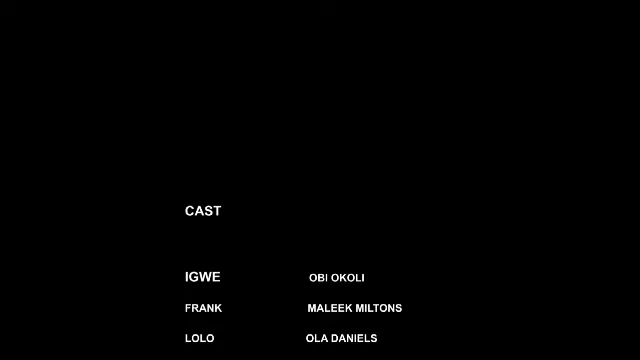 CAST
IGWE OBI OKOLI
FRANK MALEEK MILTONS
LOLO OLA DANIELS